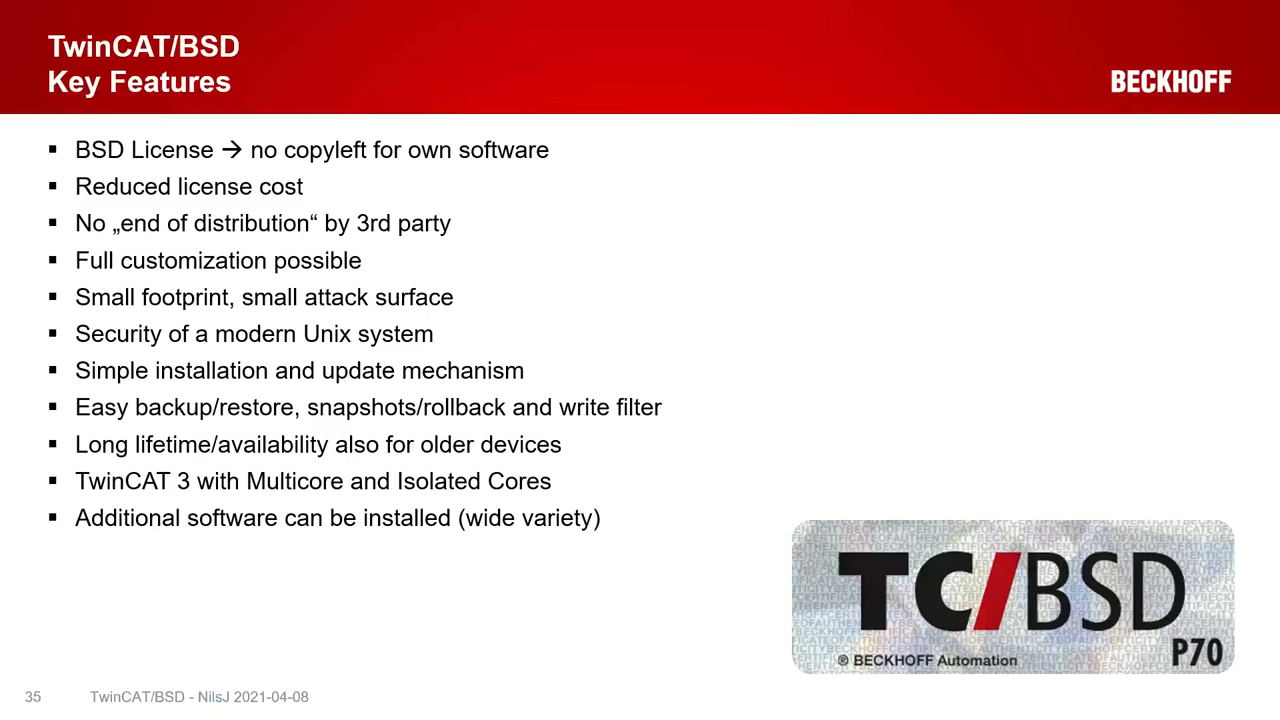 TwinCAT/BSD
Key Features
BECKHOFF
▪ BSD License → no copyleft for own software
▪ Reduced license cost
▪ No „end of distribution“ by 3rd party
▪ Full customization possible
▪ Small footprint, small attack surface
▪ Security of a modern Unix system
▪ Simple installation and update mechanism
▪ Easy backup/restore, snapshots/rollback and write filter
▪ Long lifetime/availability also for older devices
▪ TwinCAT 3 with Multicore and Isolated Cores
▪ Additional software can be installed (wide variety)
TC/BSD
P70
® BECKHOFF Automation
35 TwinCAT/BSD - NilsJ 2021-04-08